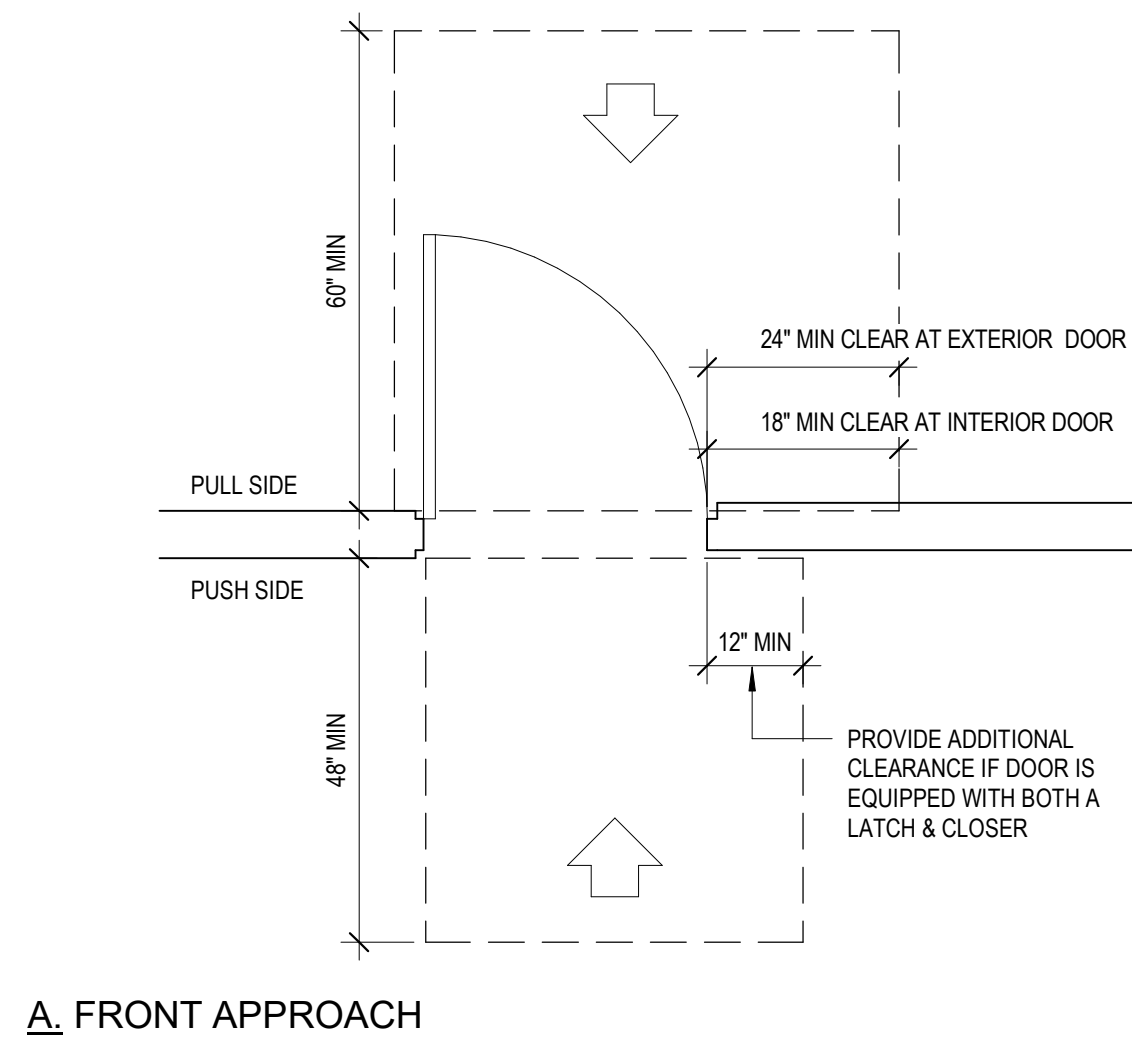 60" MIN
24" MIN CLEAR AT EXTERIOR DOOR
18" MIN CLEAR AT INTERIOR DOOR
PULL SIDE
PUSH SIDE
12" MIN
48" MIN
PROVIDE ADDITIONAL
CLEARANCE IF DOOR IS
EQUIPPED WITH BOTH A
LATCH & CLOSER
A. FRONT APPROACH